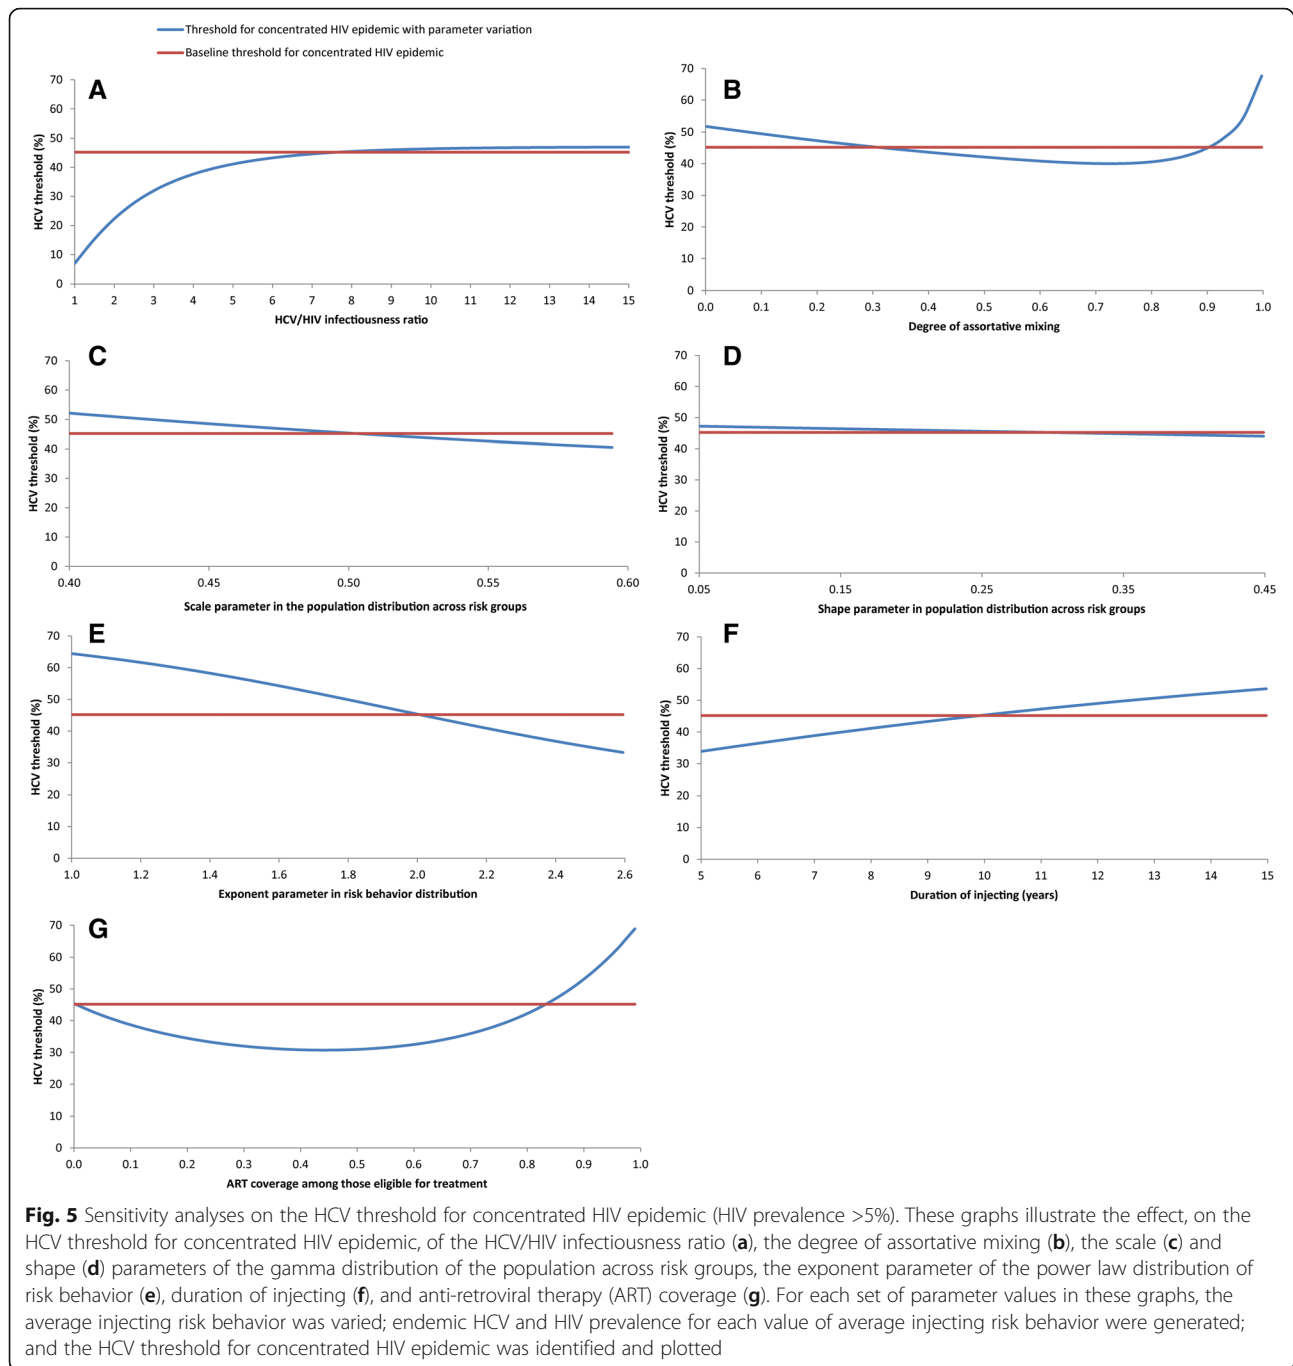 Threshold for concentrated HIV epidemic with parameter variation
Baseline threshold for concentrated HIV epidemic
A
HCV threshold (%)
70
60
50
40
30
20
10
0
1 2 3 4 5 6 7 8 9 10 11 12 13 14 15
HCV/HIV infectiousness ratio
B
HCV threshold (%)
70
60
50
40
30
20
10
0
0.0 0.1 0.2 0.3 0.4 0.5 0.6 0.7 0.8 0.9 1.0
Degree of assortative mixing
C
HCV threshold (%)
70
60
50
40
30
20
10
0
0.40 0.45 0.50 0.55 0.60
Scale parameter in the population distribution across risk groups
D
HCV threshold (%)
70
60
50
40
30
20
10
0
0.05 0.15 0.25 0.35 0.45
Shape parameter in population distribution across risk groups
E
HCV threshold (%)
70
60
50
40
30
20
10
0
1.0 1.2 1.4 1.6 1.8 2.0 2.2 2.4 2.6
Exponent parameter in risk behavior distribution
F
HCV threshold (%)
70
60
50
40
30
20
10
0
5 6 7 8 9 10 11 12 13 14 15
Duration of injecting (years)
G
HCV threshold (%)
70
60
50
40
30
20
10
0
0.0 0.1 0.2 0.3 0.4 0.5 0.6 0.7 0.8 0.9 1.0
ART coverage among those eligible for treatment
Fig. 5 Sensitivity analyses on the HCV threshold for concentrated HIV epidemic (HIV prevalence >5%). These graphs illustrate the effect, on the
HCV threshold for concentrated HIV epidemic, of the HCV/HIV infectiousness ratio (a), the degree of assortative mixing (b), the scale (c) and
shape (d) parameters of the gamma distribution of the population across risk groups, the exponent parameter of the power law distribution of
risk behavior (e), duration of injecting (f), and anti-retroviral therapy (ART) coverage (g). For each set of parameter values in these graphs, the
average injecting risk behavior was varied; endemic HCV and HIV prevalence for each value of average injecting risk behavior were generated;
and the HCV threshold for concentrated HIV epidemic was identified and plotted